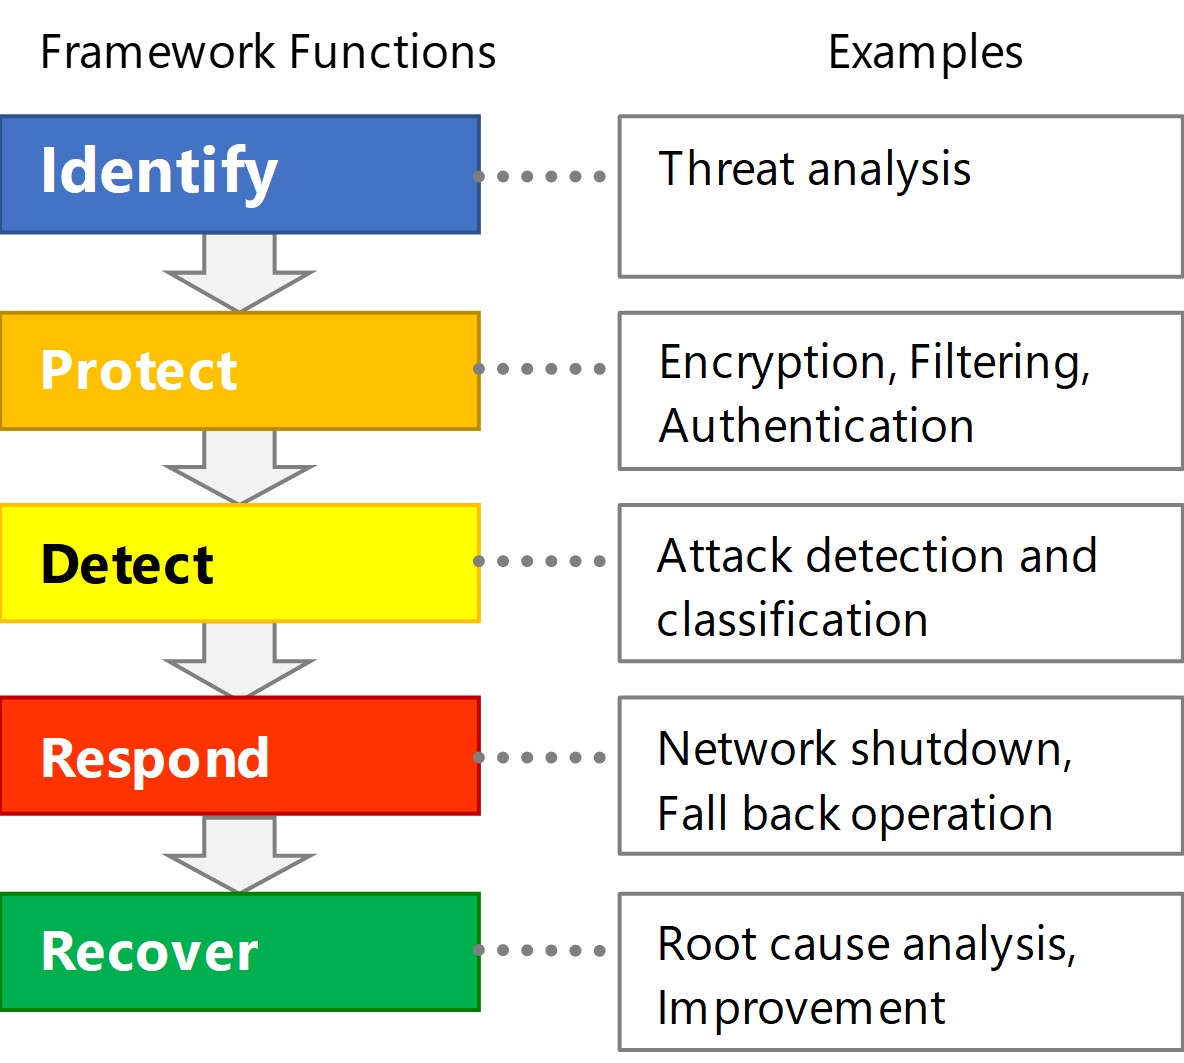 Framework Functions
Examples
Identify
Threat analysis
Protect
Encryption, Filtering,
Authentication
Detect
Attack detection and
classification
Respond
Network shutdown,
Fall back operation
Recover
Root cause analysis,
Improvement